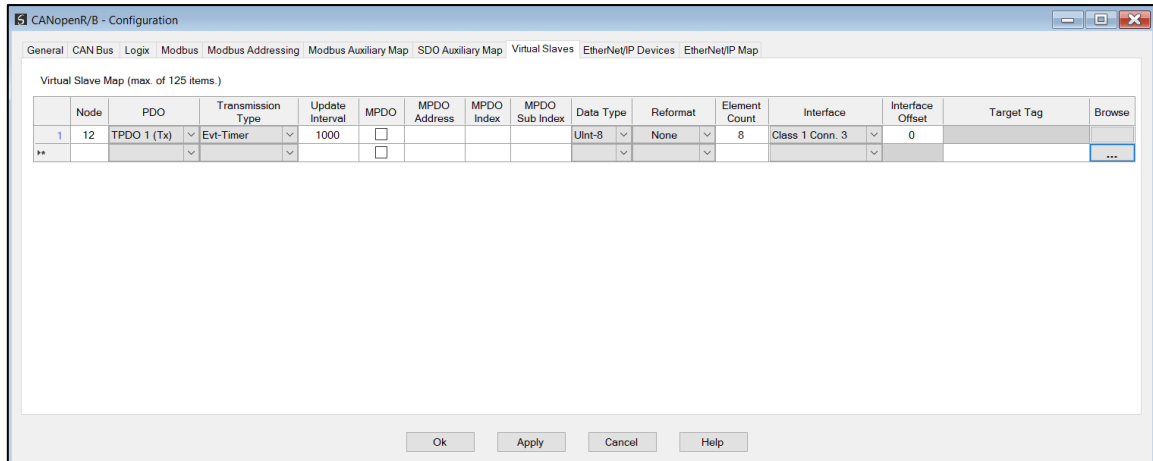 CANopenR/B - Configuration
General CAN Bus Logix Modbus Modbus Addressing Modbus Auxiliary Map SDO Auxiliary Map Virtual Slaves EtherNet/IP Devices EtherNet/IP Map
Virtual Slave Map (max. of 125 items.)
Node PDO Transmission Type Update Interval MPDO MPDO Address MPDO Index MPDO Sub Index Data Type Reformat Element Count Interface Interface Offset Target Tag Browse
1 12 TPDO 1 (Tx) Evt-Timer 1000 UInt-8 None 8 Class 1 Conn. 3 0
...
Ok Apply Cancel Help